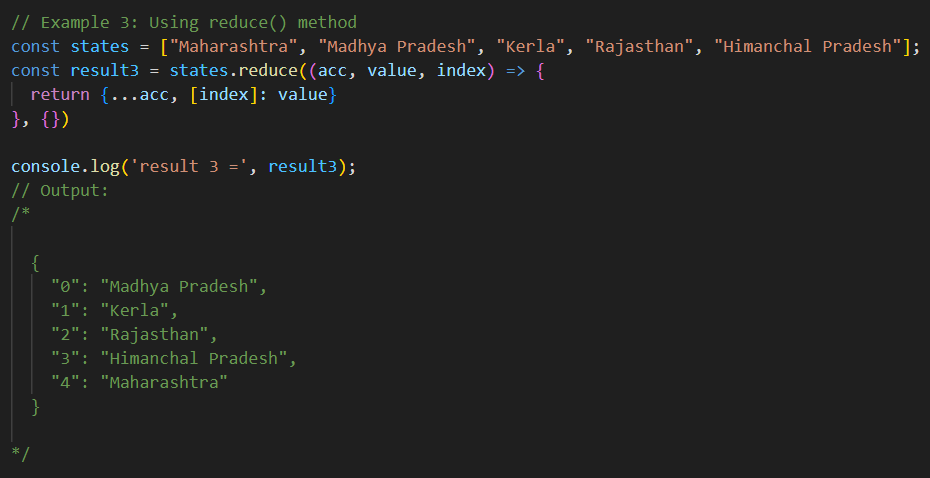 // Example 3: Using reduce() method
const states = ["Maharashtra", "Madhya Pradesh", "Kerla", "Rajasthan", "Himanchal Pradesh"];
const result3 = states.reduce((acc, value, index) => {
  return {...acc, [index]: value}
}, {})

console.log('result 3 =', result3);
// Output:
/*

  {
    "0": "Madhya Pradesh",
    "1": "Kerla",
    "2": "Rajasthan",
    "3": "Himanchal Pradesh",
    "4": "Maharashtra"
  }

*/